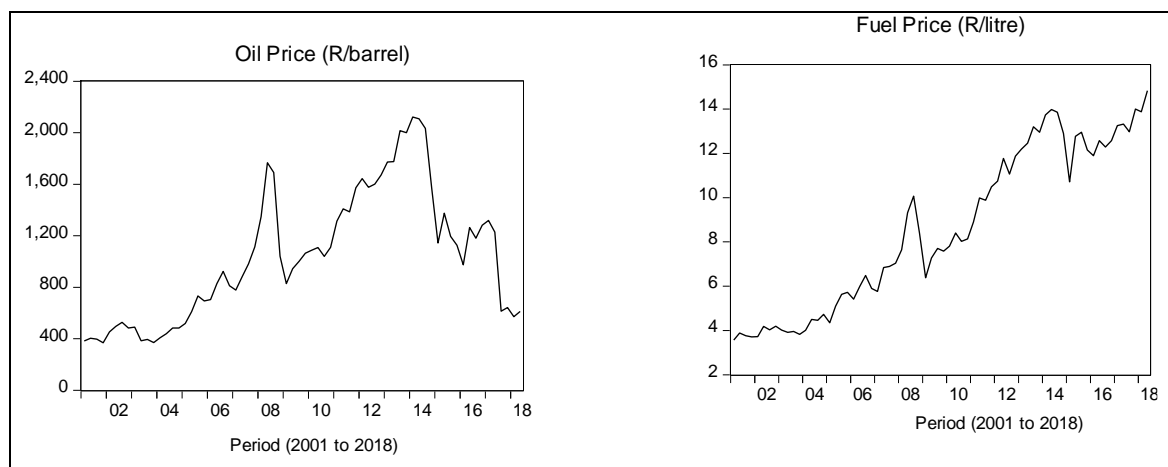 Oil Price (R/barrel)
2,400
2,000
1,600
1,200
800
400
0
02 04 06 08 10 12 14 16 18
Period (2001 to 2018)
Fuel Price (R/litre)
16
14
12
10
8
6
4
2
02 04 06 08 10 12 14 16 18
Period (2001 to 2018)